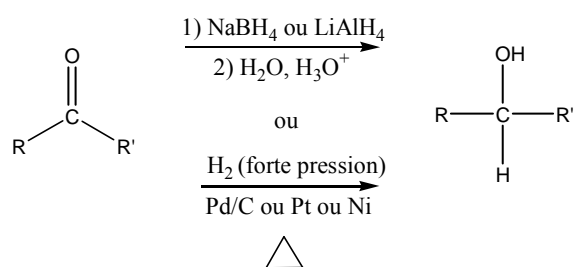 1) NaBH4 ou LiAlH4
2) H2O, H3O+
O
C
R
R'
ou
H2 (forte pression)
Pd/C ou Pt ou Ni
OH
R
C
R'
H